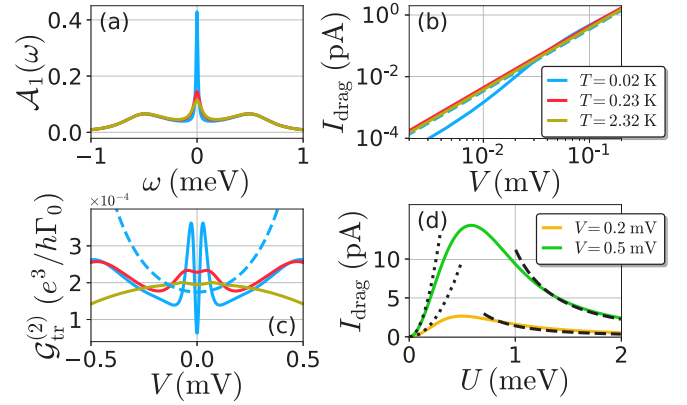 (a)
0.4
0.2
0.0
𝒜₁(ω)
−1
0
1
ω (meV)
(b)
10⁰
10⁻²
10⁻⁴
I_drag (pA)
T = 0.02 K
T = 0.23 K
T = 2.32 K
10⁻²
10⁻¹
V (mV)
×10⁻⁴
6
4
2
𝒢_tr^(2) (e³/hΓ₀)
(c)
−0.5
0.0
0.5
V (mV)
(d)
V = 0.2 mV
V = 0.5 mV
10
5
0
I_drag (pA)
0
1
2
U (meV)